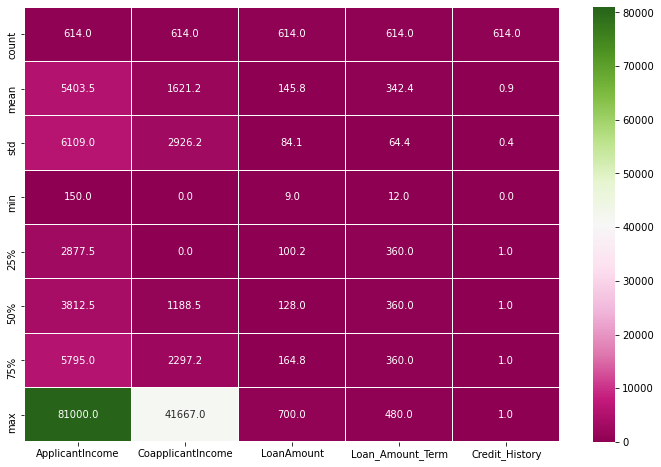 count 614.0 614.0 614.0 614.0 614.0
mean 5403.5 1621.2 145.8 342.4 0.9
std 6109.0 2926.2 84.1 64.4 0.4
min 150.0 0.0 9.0 12.0 0.0
25% 2877.5 0.0 100.2 360.0 1.0
50% 3812.5 1188.5 128.0 360.0 1.0
75% 5795.0 2297.2 164.8 360.0 1.0
max 81000.0 41667.0 700.0 480.0 1.0
ApplicantIncome CoapplicantIncome LoanAmount Loan_Amount_Term Credit_History
80000
70000
60000
50000
40000
30000
20000
10000
0